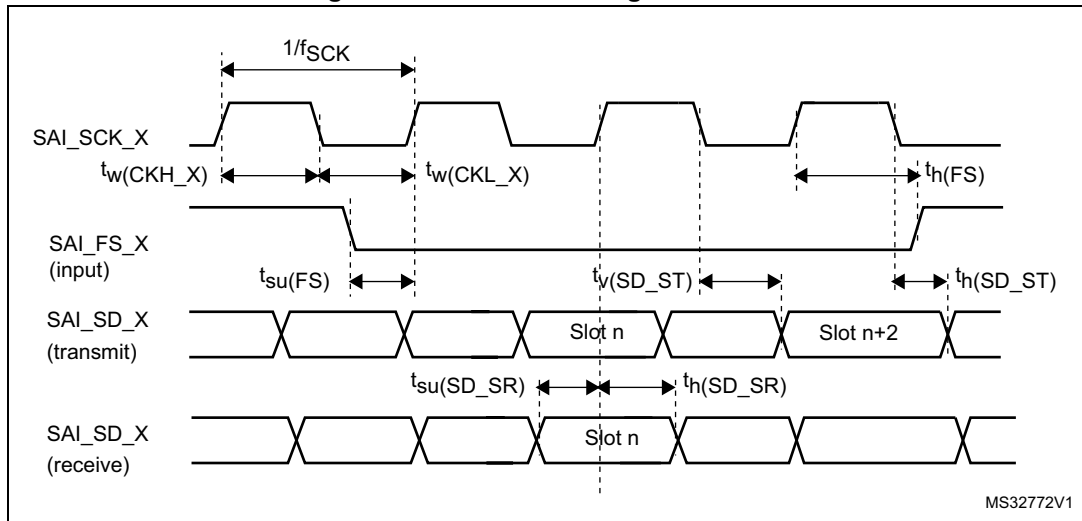 1/fSCK
SAI_SCK_X
tw(CKH_X)
tw(CKL_X)
th(FS)
SAI_FS_X
(input)
tsu(FS)
tv(SD_ST)
th(SD_ST)
SAI_SD_X
(transmit)
Slot n
Slot n+2
tsu(SD_SR)
th(SD_SR)
SAI_SD_X
(receive)
Slot n
MS32772V1